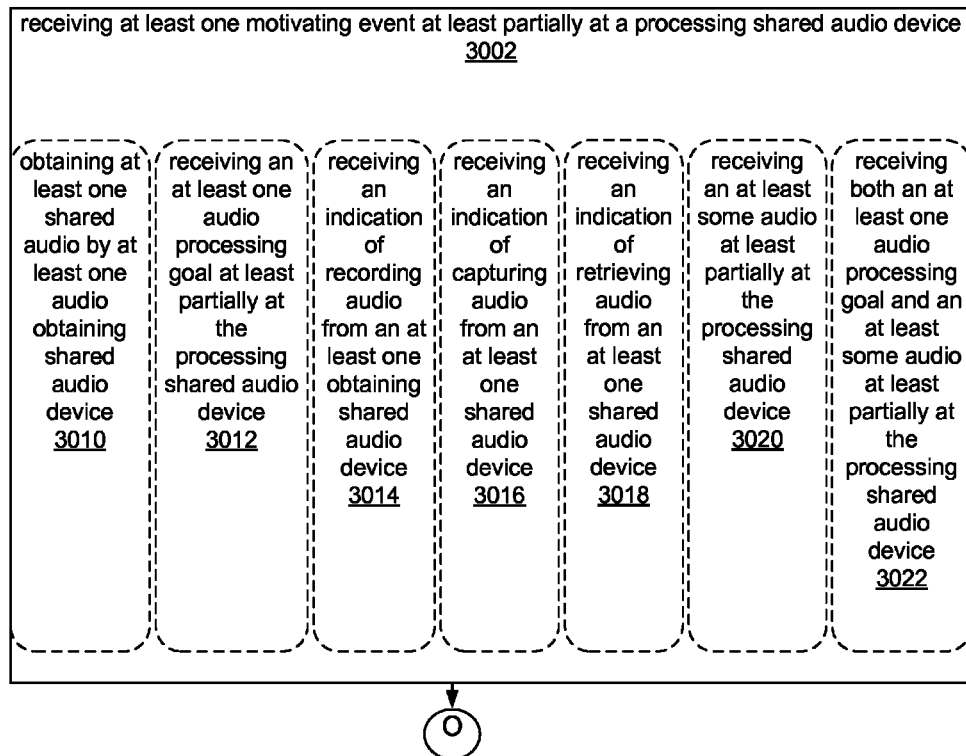 receiving at least one motivating event at least partially at a processing shared audio device
3002
obtaining at
least one
shared
audio by at
least one
audio
obtaining
shared
audio
device
3010
receiving an
at least one
audio
processing
goal at least
partially at
the
processing
shared audio
device
3012
receiving
an
indication
of
recording
audio
from an at
least one
obtaining
shared
audio
device
3014
receiving
an
indication
of
capturing
audio
from an
at least
one
shared
audio
device
3016
receiving
an
indication
of
retrieving
audio
from an
at least
one
shared
audio
device
3018
receiving
an at least
some audio
at least
partially at
the
processing
shared
audio
device
3020
receiving
both an at
least one
audio
processing
goal and an
at least
some audio
at least
partially at
the
processing
shared
audio
device
3022
O